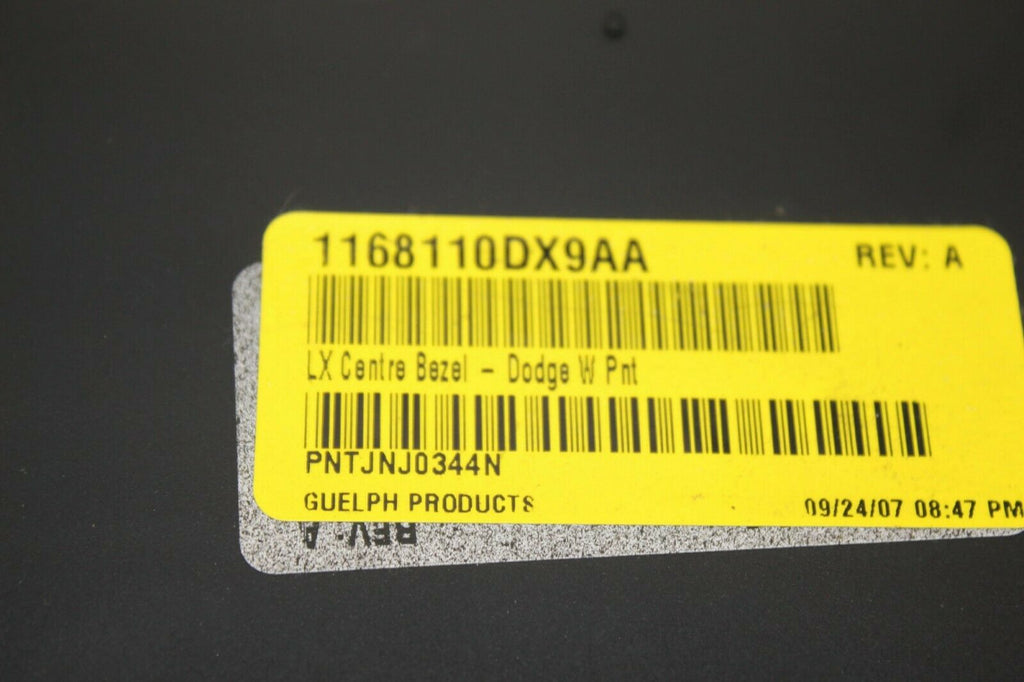 1168110DX9AA REV: A
LX Centre Bezel - Dodge W Pnt
PNTJNJ0344N
GUELPH PRODUCTS 09/24/07 08:47 PM
REV: A